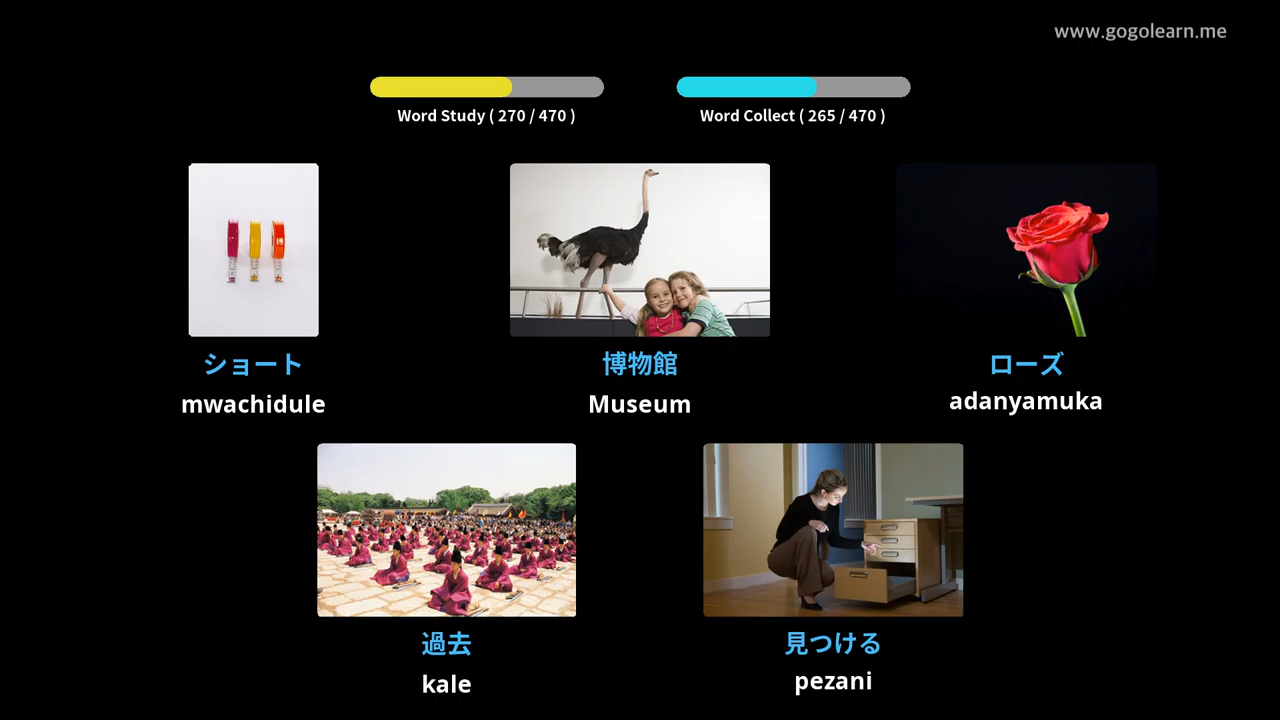 www.gogolearn.me
Word Study ( 270 / 470 )
Word Collect ( 265 / 470 )
ショート
mwachidule
博物館
Museum
ローズ
adanyamuka
過去
kale
見つける
pezani